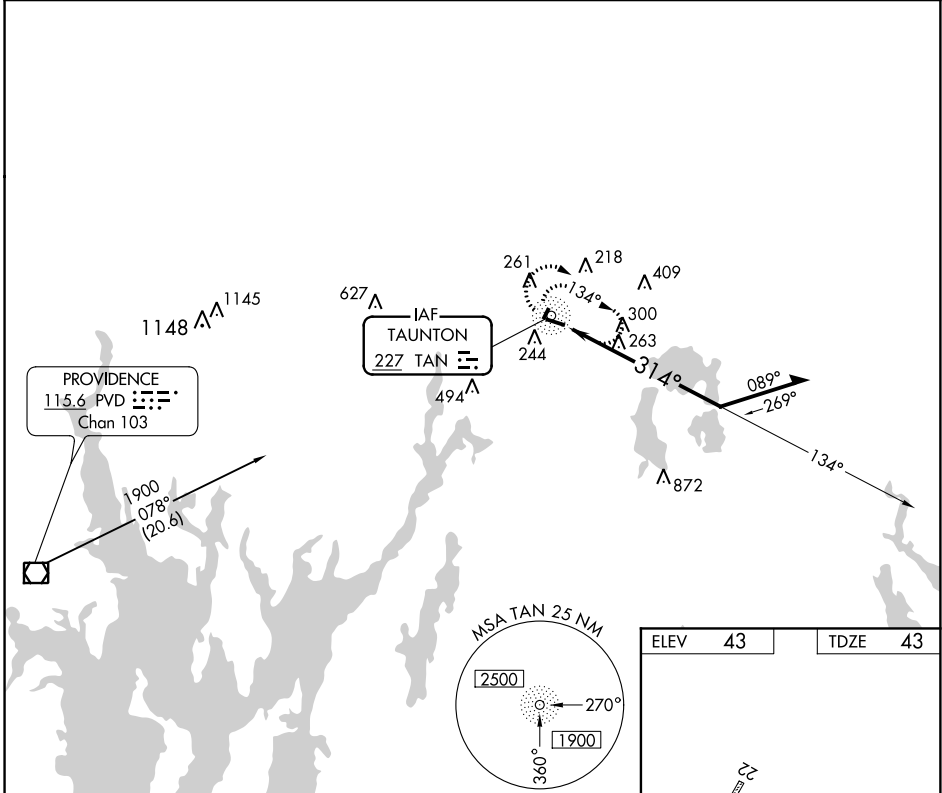 261
218
409
134°
1145
1148
627
300
263
IAF
TAUNTON
227 TAN
244
314°
494
089°
269°
PROVIDENCE
115.6 PVD
Chan 103
134°
872
1900
078°
(20.6)
MSA TAN 25 NM
2500
270°
1900
360°
ELEV 43
TDZE 43
22